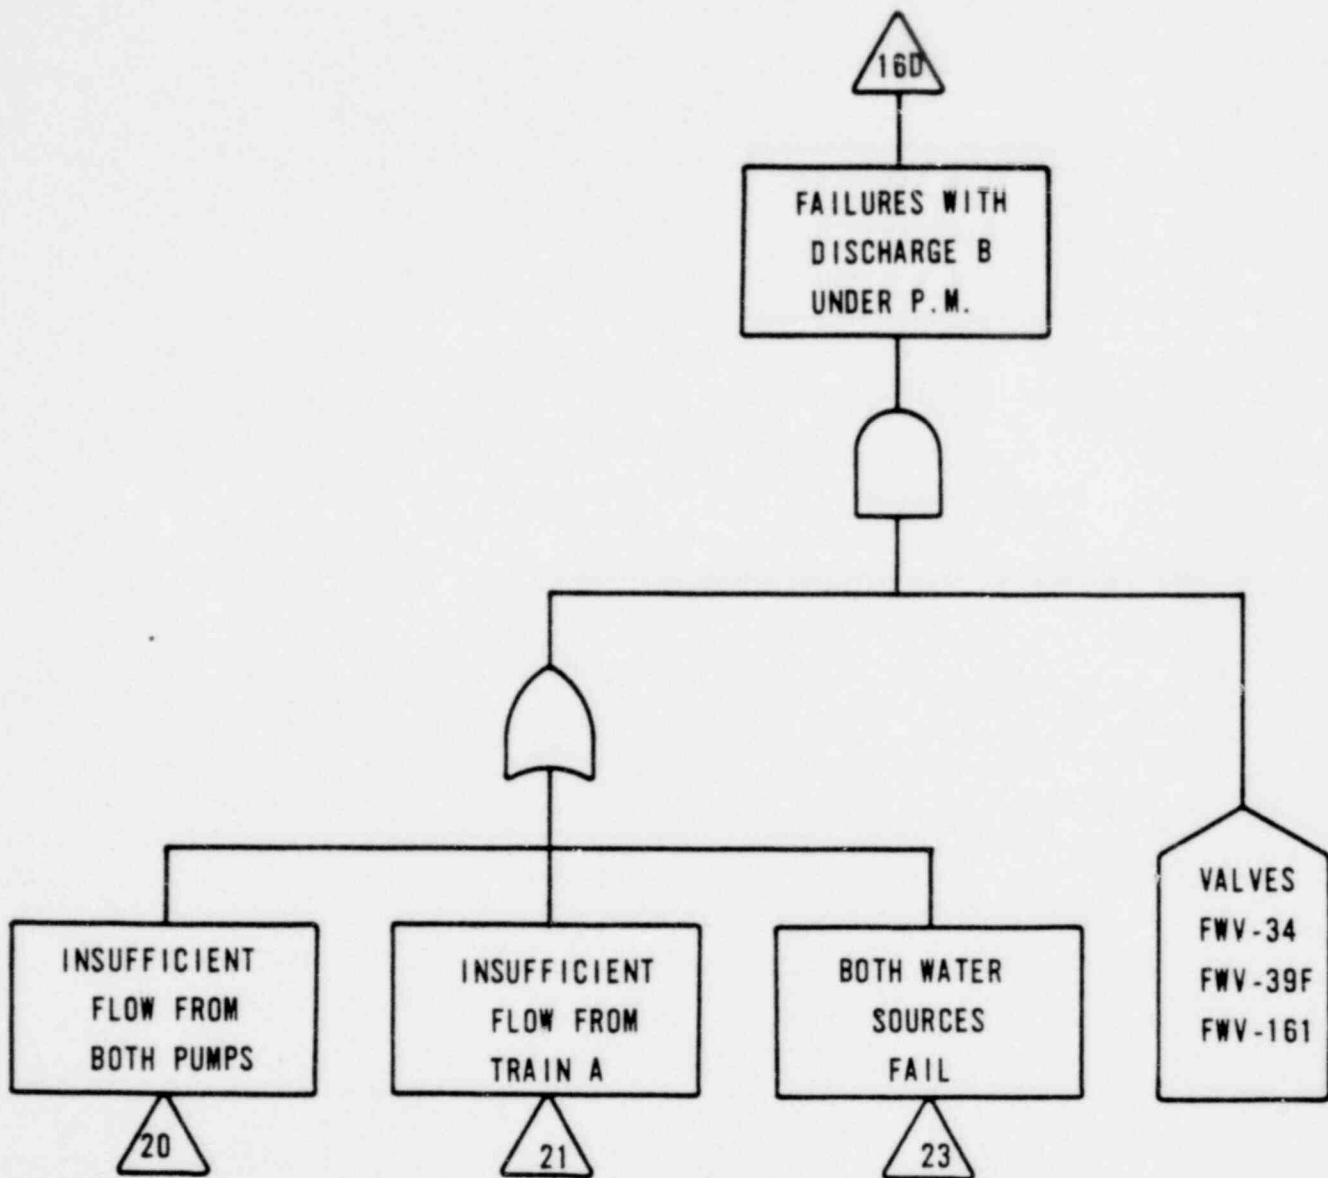 16D
FAILURES WITH
DISCHARGE B
UNDER P.M.
INSUFFICIENT
FLOW FROM
BOTH PUMPS
20
INSUFFICIENT
FLOW FROM
TRAIN A
21
BOTH WATER
SOURCES
FAIL
23
VALVES
FWV-34
FWV-39F
FWV-161